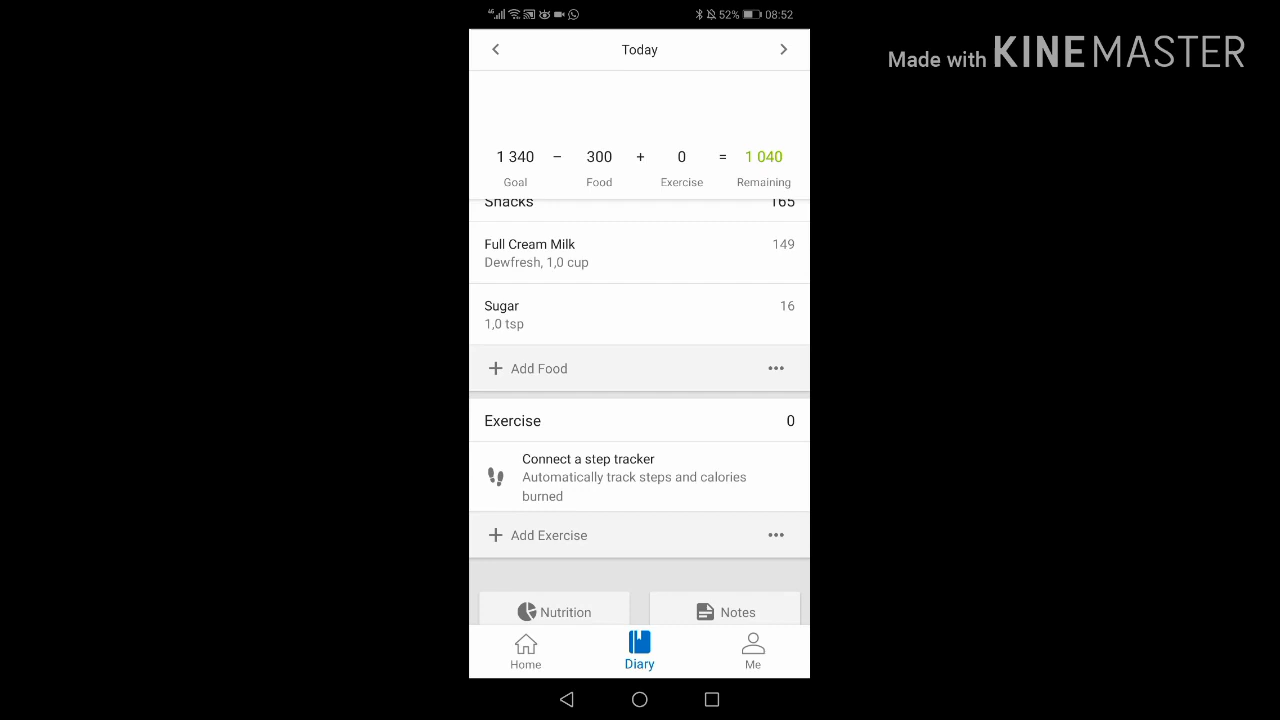 4G 52% 08:52
Today
Made with KINEMASTER
1 340 – 300 + 0 = 1 040
Goal Food Exercise Remaining
Snacks 165
Full Cream Milk 149
Dewfresh, 1,0 cup
Sugar 16
1,0 tsp
+ Add Food
Exercise 0
Connect a step tracker
Automatically track steps and calories
burned
+ Add Exercise
Nutrition Notes
Home Diary Me